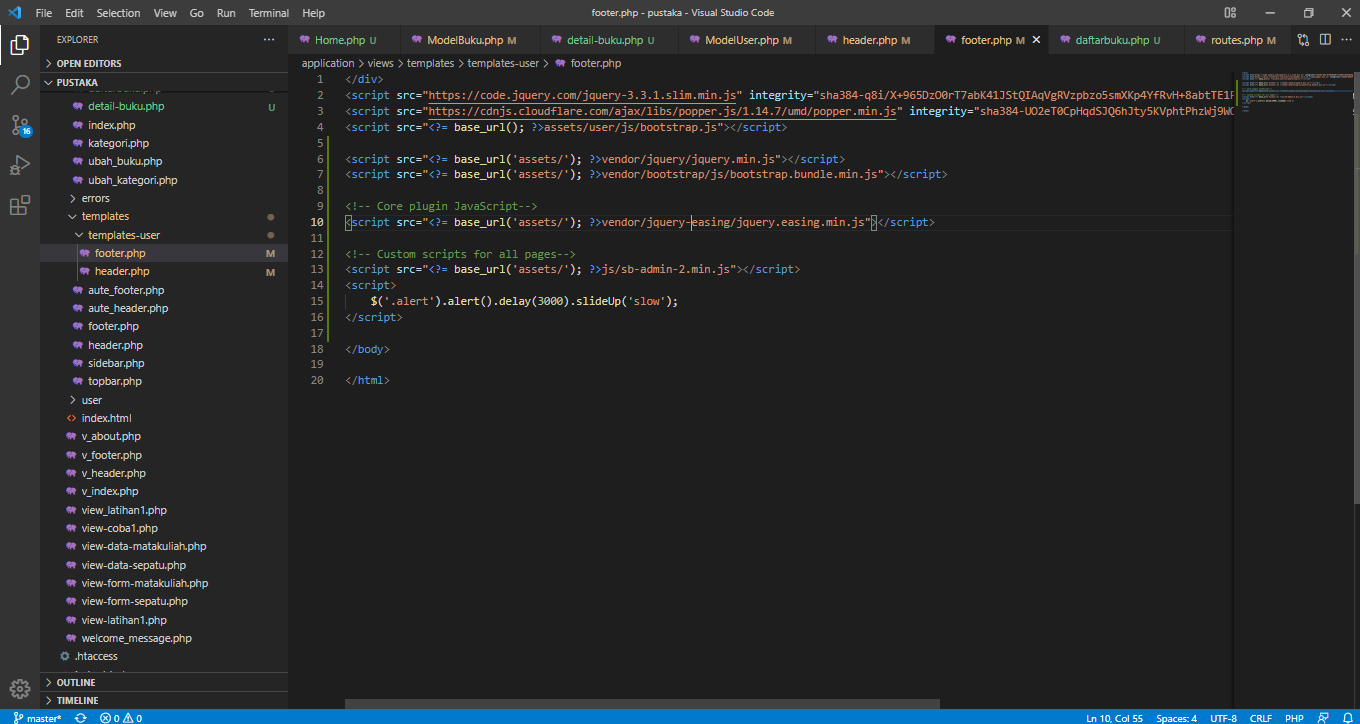 File Edit Selection View Go Run Terminal Help
footer.php - pustaka - Visual Studio Code
EXPLORER
Home.php U
ModelBuku.php M
detail-buku.php U
ModelUser.php M
header.php M
footer.php M
daftarbuku.php U
routes.php M
OPEN EDITORS
PUSTAKA
detail-buku.php U
index.php
kategori.php
ubah_buku.php
ubah_kategori.php
errors
templates
templates-user
footer.php M
header.php M
aute_footer.php
aute_header.php
footer.php
header.php
sidebar.php
topbar.php
user
index.html
v_about.php
v_footer.php
v_header.php
v_index.php
view_latihan1.php
view-coba1.php
view-data-matakuliah.php
view-data-sepatu.php
view-form-matakuliah.php
view-form-sepatu.php
view-latihan1.php
welcome_message.php
.htaccess
OUTLINE
TIMELINE
16
application > views > templates > templates-user > footer.php
1 </div>
2 <script src="https://code.jquery.com/jquery-3.3.1.slim.min.js" integrity="sha384-q8i/X+965DzO0rT7abK41JStQIAqVgRVzpbzo5smXKp4YfRvH+8abtTE1F
3 <script src="https://cdnjs.cloudflare.com/ajax/libs/popper.js/1.14.7/umd/popper.min.js" integrity="sha384-UO2eT0CpHqdSJQ6hJty5KVphtPhzWj9WO
4 <script src="<?= base_url(); ?>assets/user/js/bootstrap.js"></script>
5
6 <script src="<?= base_url('assets/'); ?>vendor/jquery/jquery.min.js"></script>
7 <script src="<?= base_url('assets/'); ?>vendor/bootstrap/js/bootstrap.bundle.min.js"></script>
8
9 <!-- Core plugin JavaScript-->
10 <script src="<?= base_url('assets/'); ?>vendor/jquery-easing/jquery.easing.min.js"></script>
11
12 <!-- Custom scripts for all pages-->
13 <script src="<?= base_url('assets/'); ?>js/sb-admin-2.min.js"></script>
14 <script>
15 $('.alert').alert().delay(3000).slideUp('slow');
16 </script>
17
18 </body>
19
20 </html>
master* 0 0 Ln 10, Col 55 Spaces: 4 UTF-8 CRLF PHP